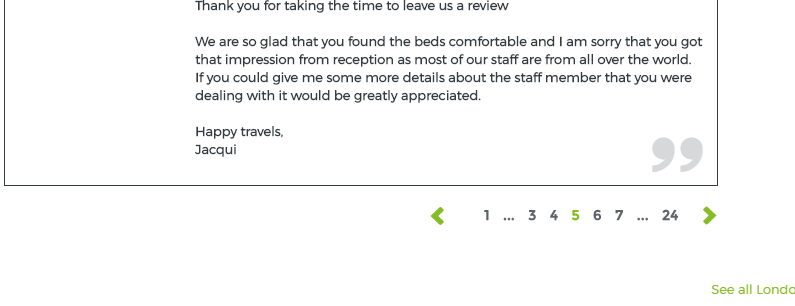 Thank you for taking the time to leave us a review
We are so glad that you found the beds comfortable and I am sorry that you got
that impression from reception as most of our staff are from all over the world.
If you could give me some more details about the staff member that you were
dealing with it would be greatly appreciated.
Happy travels,
Jacqui
1 ... 3 4 5 6 7 ... 24
See all Londo